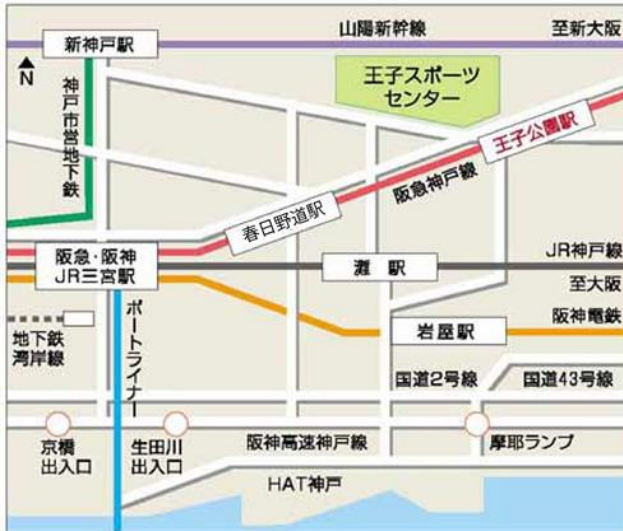 山陽新幹線
至新大阪
新神戸駅
N
神戸市営地下鉄
王子スポーツ
センター
王子公園駅
阪急神戸線
春日野道駅
阪急・阪神
JR三宮駅
灘 駅
JR神戸線
至大阪
阪神電鉄
岩屋駅
ポートライナー
地下鉄
湾岸線
国道2号線
国道43号線
京橋
出入口
生田川
出入口
阪神高速神戸線
摩耶ランプ
HAT神戸